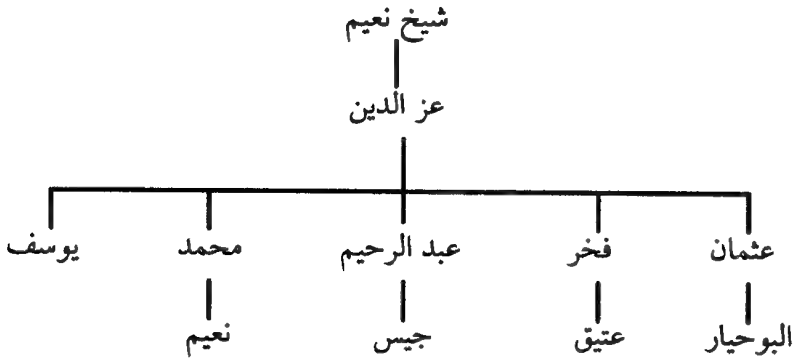 شيخ نعيم
عز الدين
عثمان فخر عبد الرحيم محمد يوسف
البوحيار عتيق جيس نعيم